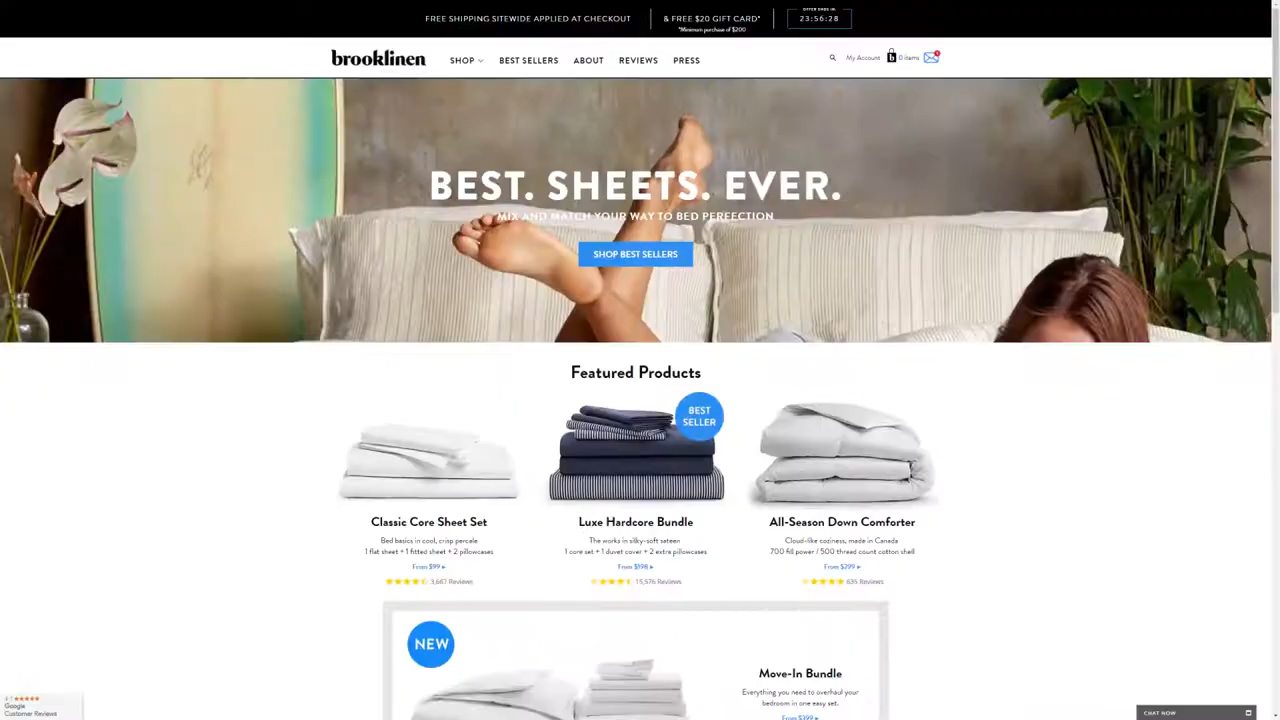 FREE SHIPPING SITEWIDE APPLIED AT CHECKOUT
& FREE $20 GIFT CARD*
*Minimum purchase of $200
OFFER ENDS IN:
23:56:28
brooklinen
SHOP
BEST SELLERS
ABOUT
REVIEWS
PRESS
My Account
b
0 items
BEST. SHEETS. EVER.
MIX AND MATCH YOUR WAY TO BED PERFECTION
SHOP BEST SELLERS
Featured Products
BEST
SELLER
Classic Core Sheet Set
Bed basics in cool, crisp percale
1 flat sheet + 1 fitted sheet + 2 pillowcases
From $99 ▸
3,667 Reviews
Luxe Hardcore Bundle
The works in silky-soft sateen
1 core set + 1 duvet cover + 2 extra pillowcases
From $198 ▸
15,576 Reviews
All-Season Down Comforter
Cloud-like coziness, made in Canada
700 fill power / 500 thread count cotton shell
From $299 ▸
635 Reviews
NEW
Move-In Bundle
Everything you need to overhaul your
bedroom in one easy set.
From $399 ▸
Google
Customer Reviews
CHAT NOW